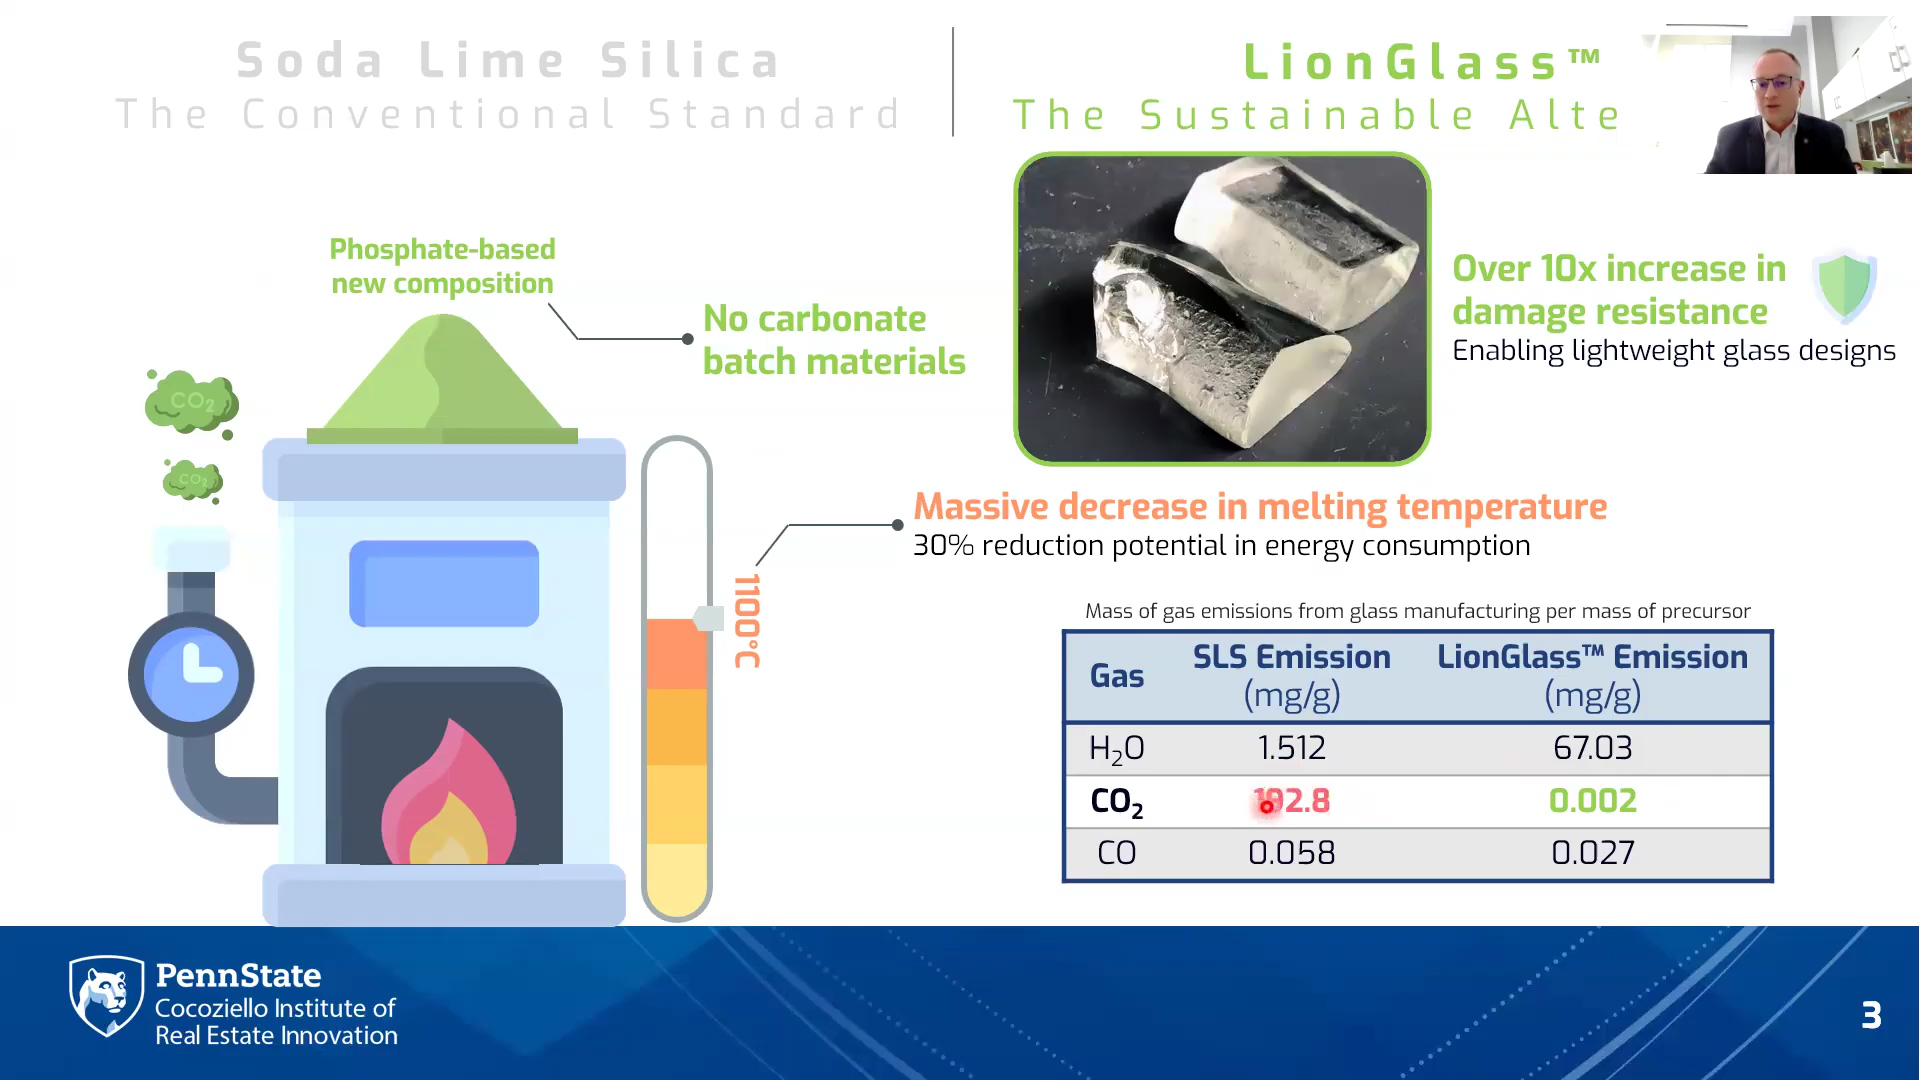 Soda Lime Silica
The Conventional Standard
LionGlass™
The Sustainable Alte
Phosphate-based
new composition
No carbonate
batch materials
CO2
CO2
Over 10x increase in
damage resistance
Enabling lightweight glass designs
Massive decrease in melting temperature
30% reduction potential in energy consumption
1100°C
Mass of gas emissions from glass manufacturing per mass of precursor
Gas SLS Emission (mg/g) LionGlass™ Emission (mg/g)
H₂O 1.512 67.03
CO₂ 192.8 0.002
CO 0.058 0.027
PennState
Cocoziello Institute of
Real Estate Innovation
3